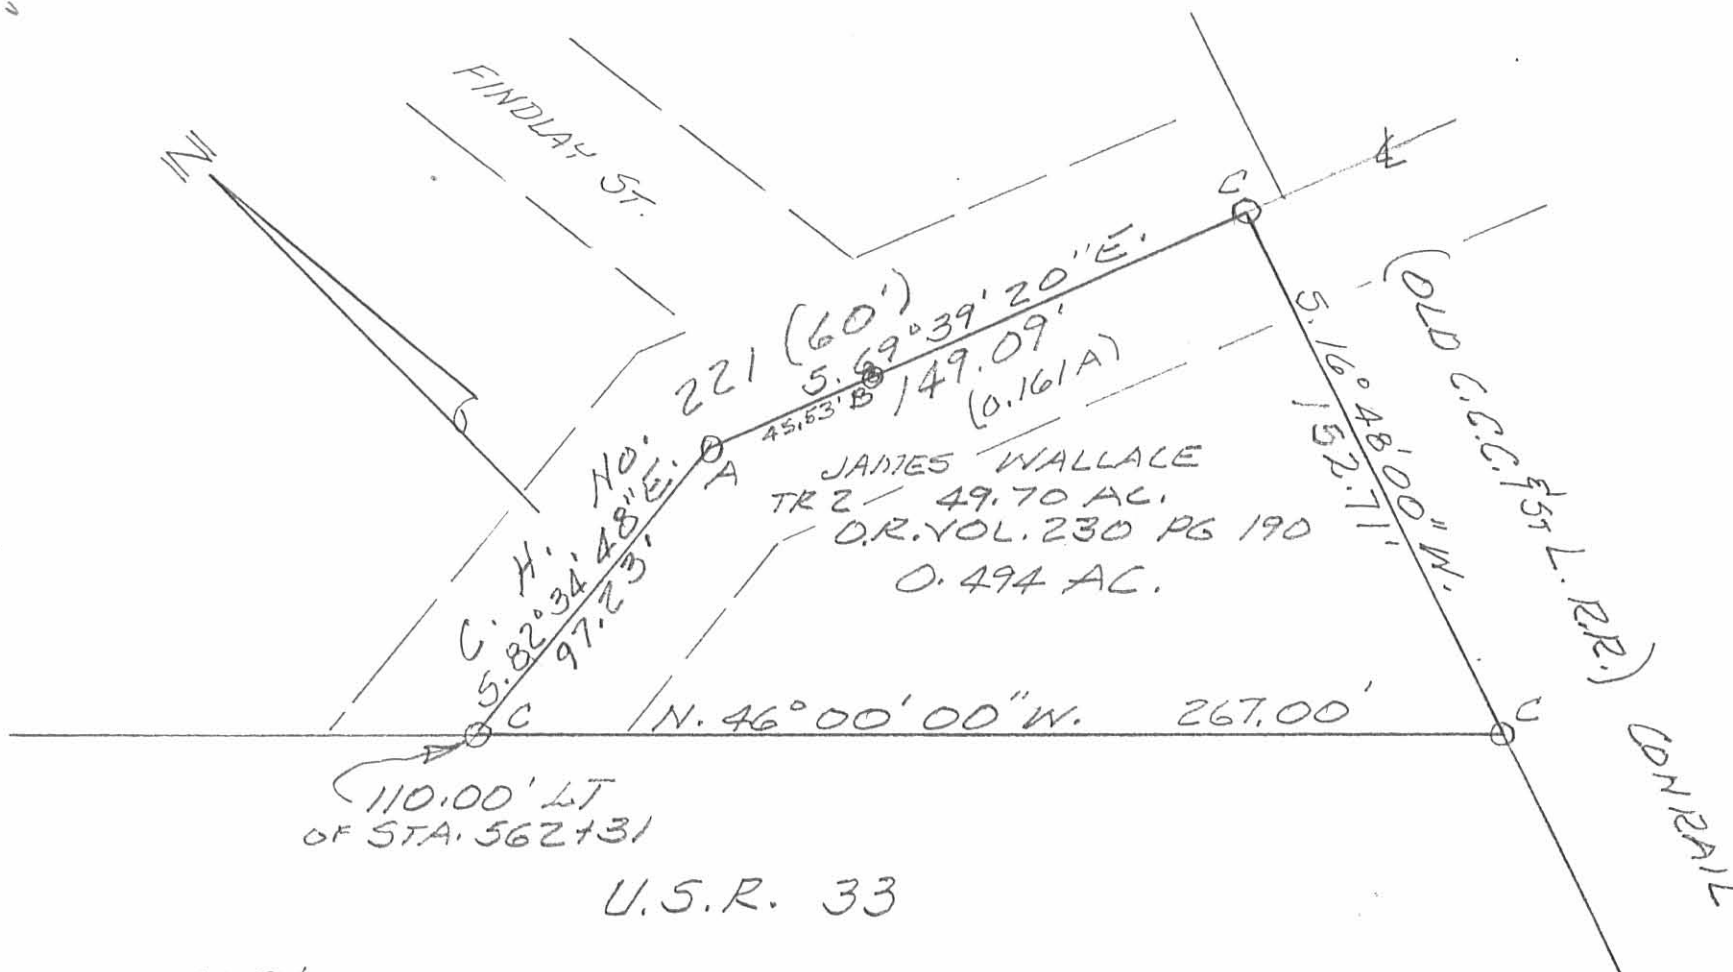 N
FINDLAY ST.
C. H. NO. 221 (60')
S. 82° 34' 48" E.
97.23'
S. 69° 39' 20" E.
149.09'
45.53'
(0.161 A)
A
B
C
℄
S. 16° 48' 00" W.
152.71'
(OLD C.C.C. & ST L. R.R.) CONRAIL
JAMES WALLACE
TR 2 49.70 AC.
O.R. VOL. 230 PG 190
0.494 AC.
C
N. 46° 00' 00" W. 267.00'
C
110.00' LT
OF STA. 562+31
U.S.R. 33